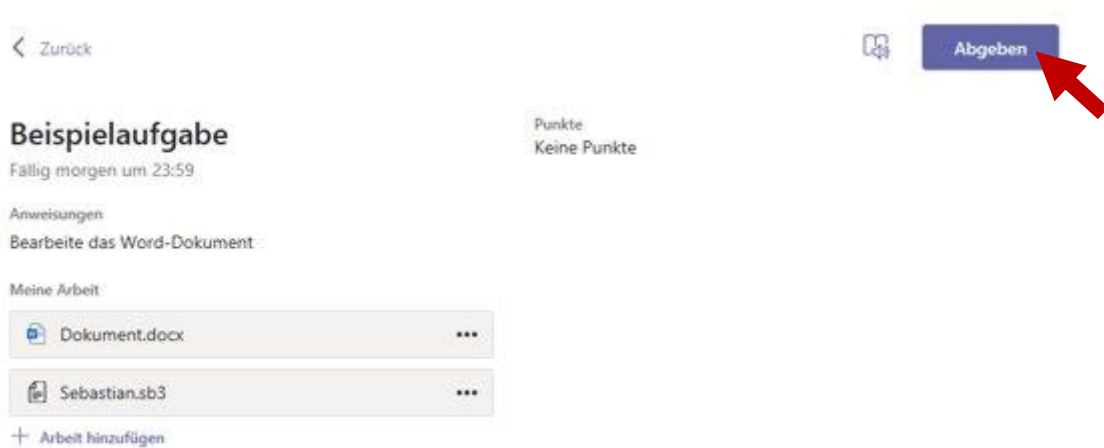 Zurück
Abgeben
Beispielaufgabe
Fällig morgen um 23:59
Punkte
Keine Punkte
Anweisungen
Bearbeite das Word-Dokument
Meine Arbeit
Dokument.docx
Sebastian.sb3
Arbeit hinzufügen